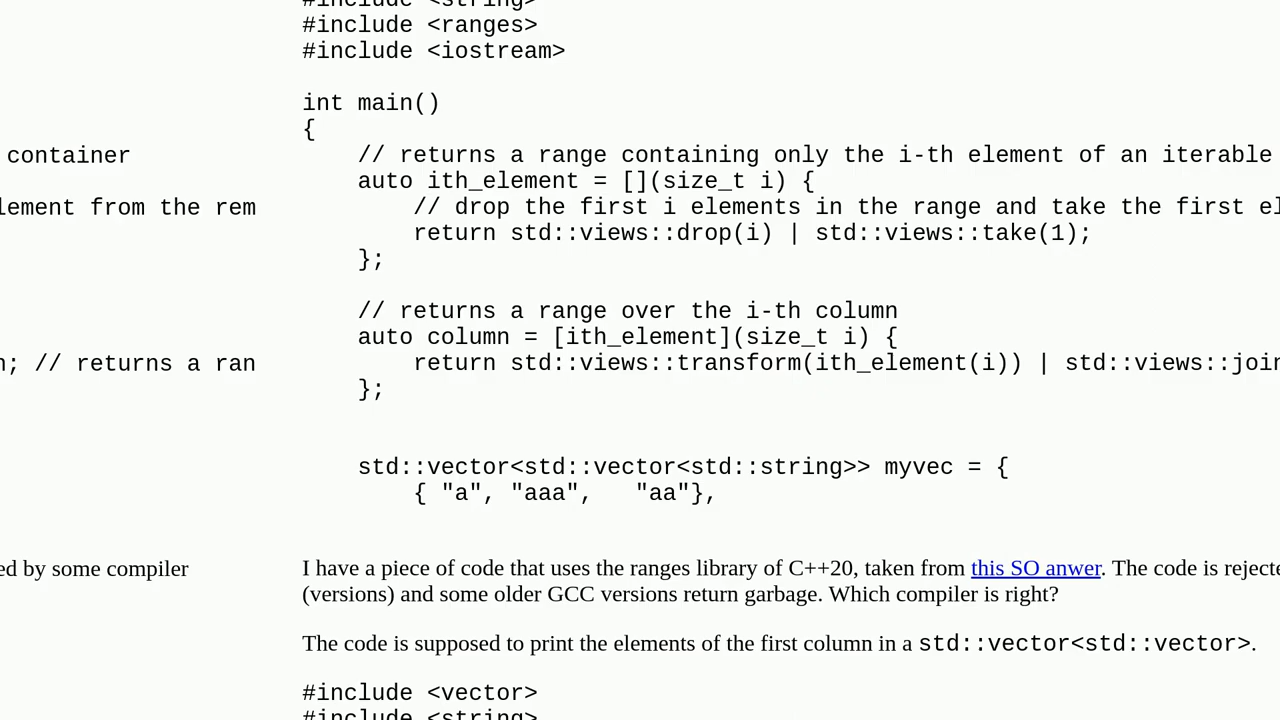 #include <string>
#include <ranges>
#include <iostream>
int main()
{
container
// returns a range containing only the i-th element of an iterable
auto ith_element = [](size_t i) {
lement from the rem
// drop the first i elements in the range and take the first el
return std::views::drop(i) | std::views::take(1);
};
// returns a range over the i-th column
auto column = [ith_element](size_t i) {
n; // returns a ran
return std::views::transform(ith_element(i)) | std::views::join
};
std::vector<std::vector<std::string>> myvec = {
{ "a", "aaa",   "aa"},
ed by some compiler
I have a piece of code that uses the ranges library of C++20, taken from this SO anwer. The code is rejecte
(versions) and some older GCC versions return garbage. Which compiler is right?
The code is supposed to print the elements of the first column in a std::vector<std::vector>.
#include <vector>
#include <string>